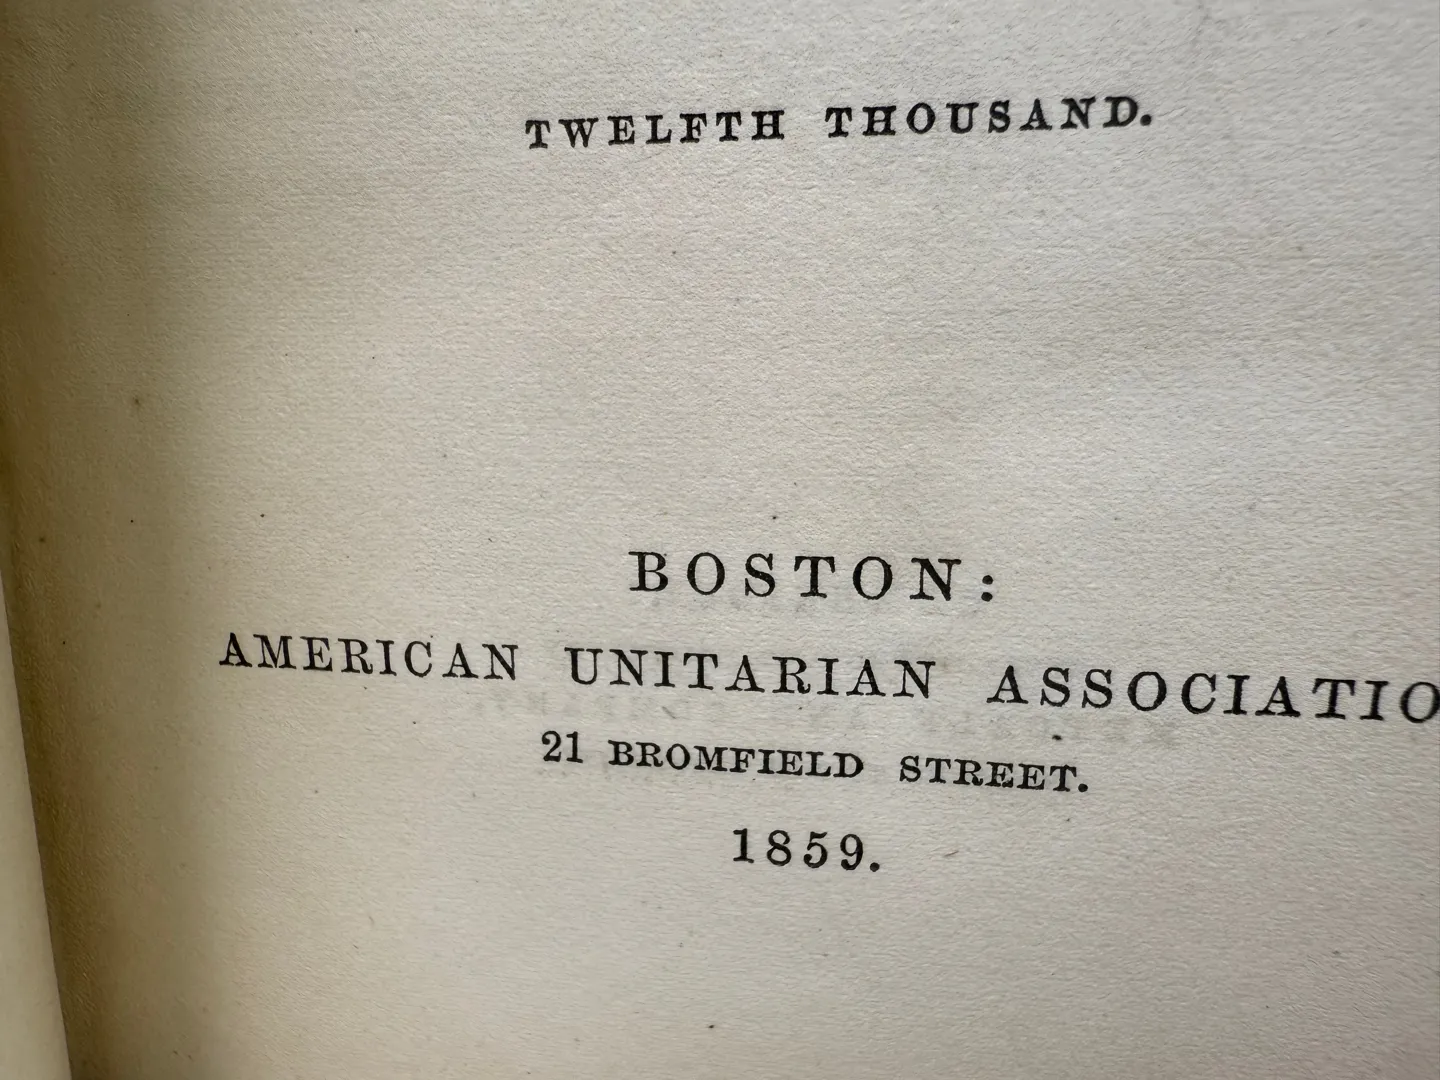 TWELFTH THOUSAND.
BOSTON:
AMERICAN UNITARIAN ASSOCIATIO
21 BROMFIELD STREET.
1859.